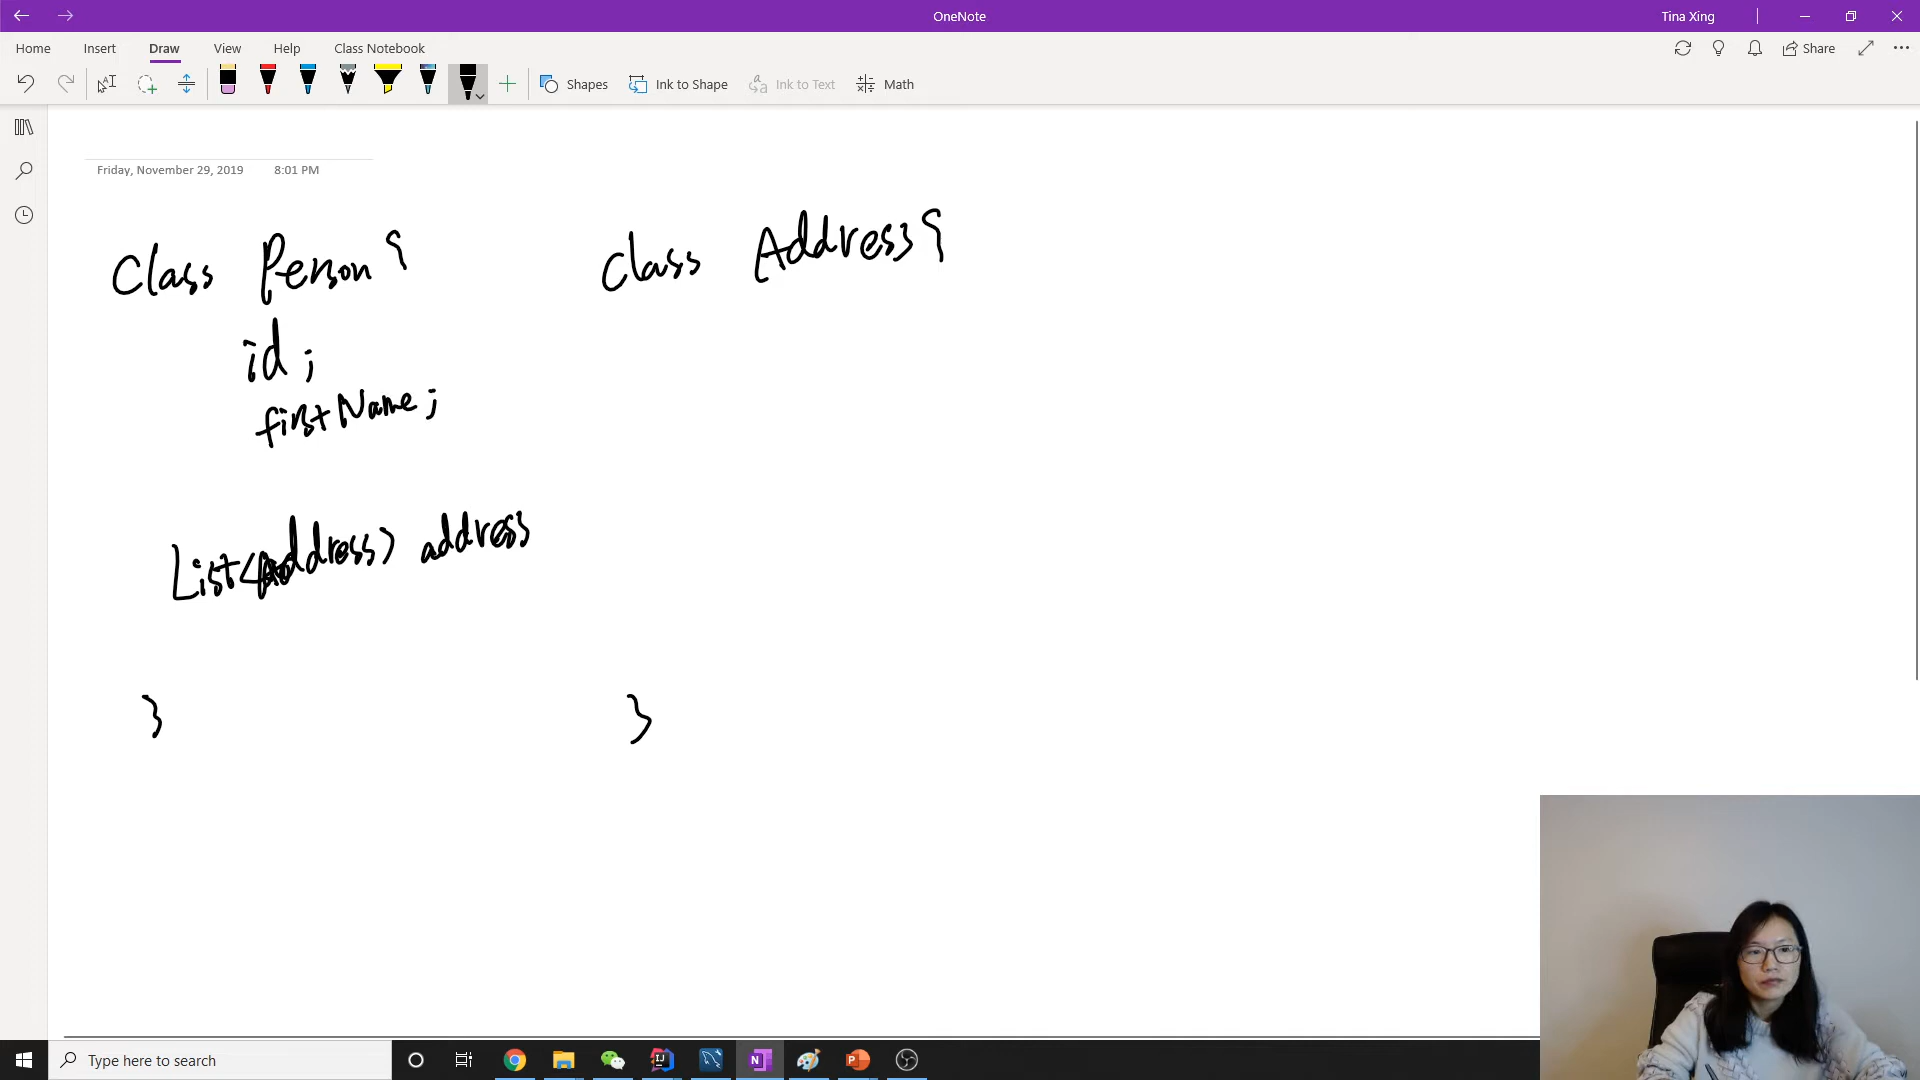 OneNote
Tina Xing
Home Insert Draw View Help Class Notebook
Share
Shapes Ink to Shape Ink to Text Math
Friday, November 29, 2019 8:01 PM
Class Person {
id ;
firstName ;
List<Address> address
}
class Address {
}
Type here to search